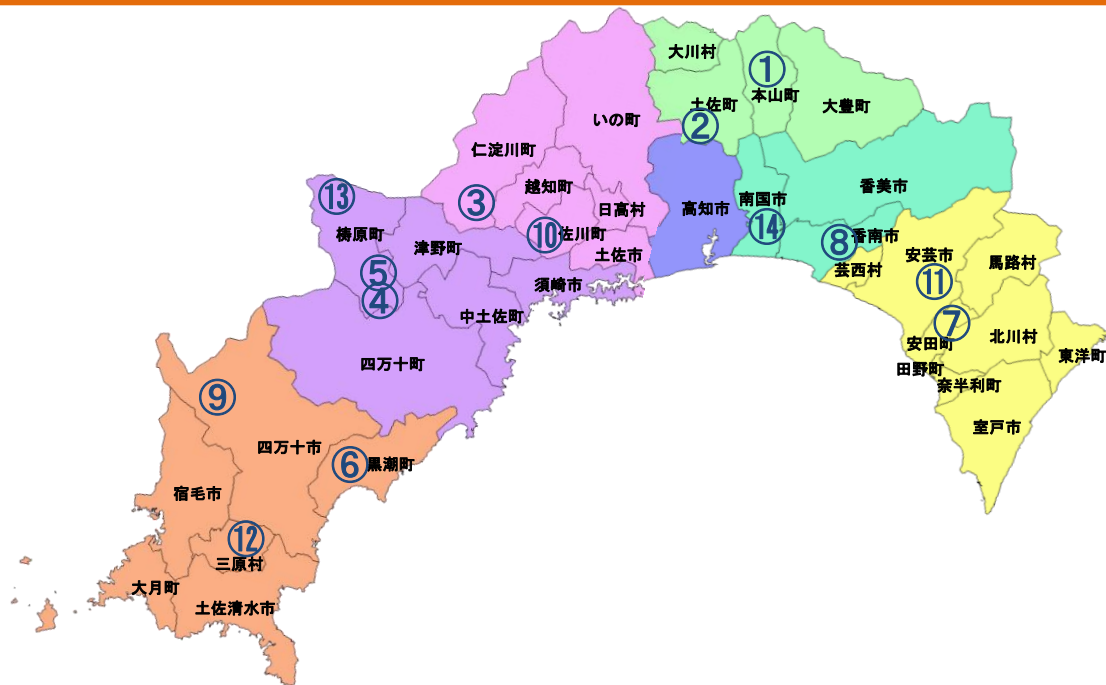 大川村
①
本山町
土佐町
大豊町
②
いの町
仁淀川町
越知町
③
日高村
⑩
佐川町
土佐市
高知市
南国市
⑭
香美市
⑧
香南市
芸西村
安芸市
⑪
馬路村
⑦
安田町
北川村
田野町
奈半利町
東洋町
室戸市
⑬
梼原町
津野町
⑤
④
須崎市
中土佐町
四万十町
⑨
四万十市
⑥
黒潮町
宿毛市
⑫
三原村
大月町
土佐清水市